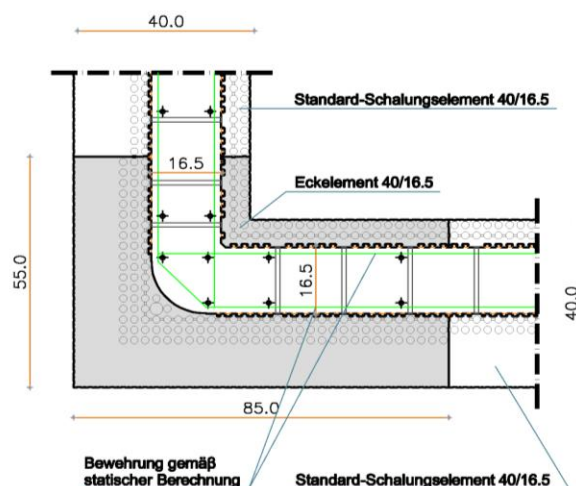 40.0
Standard-Schalungselement 40/16.5
16.5
Eckelement 40/16.5
55.0
16.5
40.0
85.0
Bewehrung gemäß
statischer Berechnung
Standard-Schalungselement 40/16.5